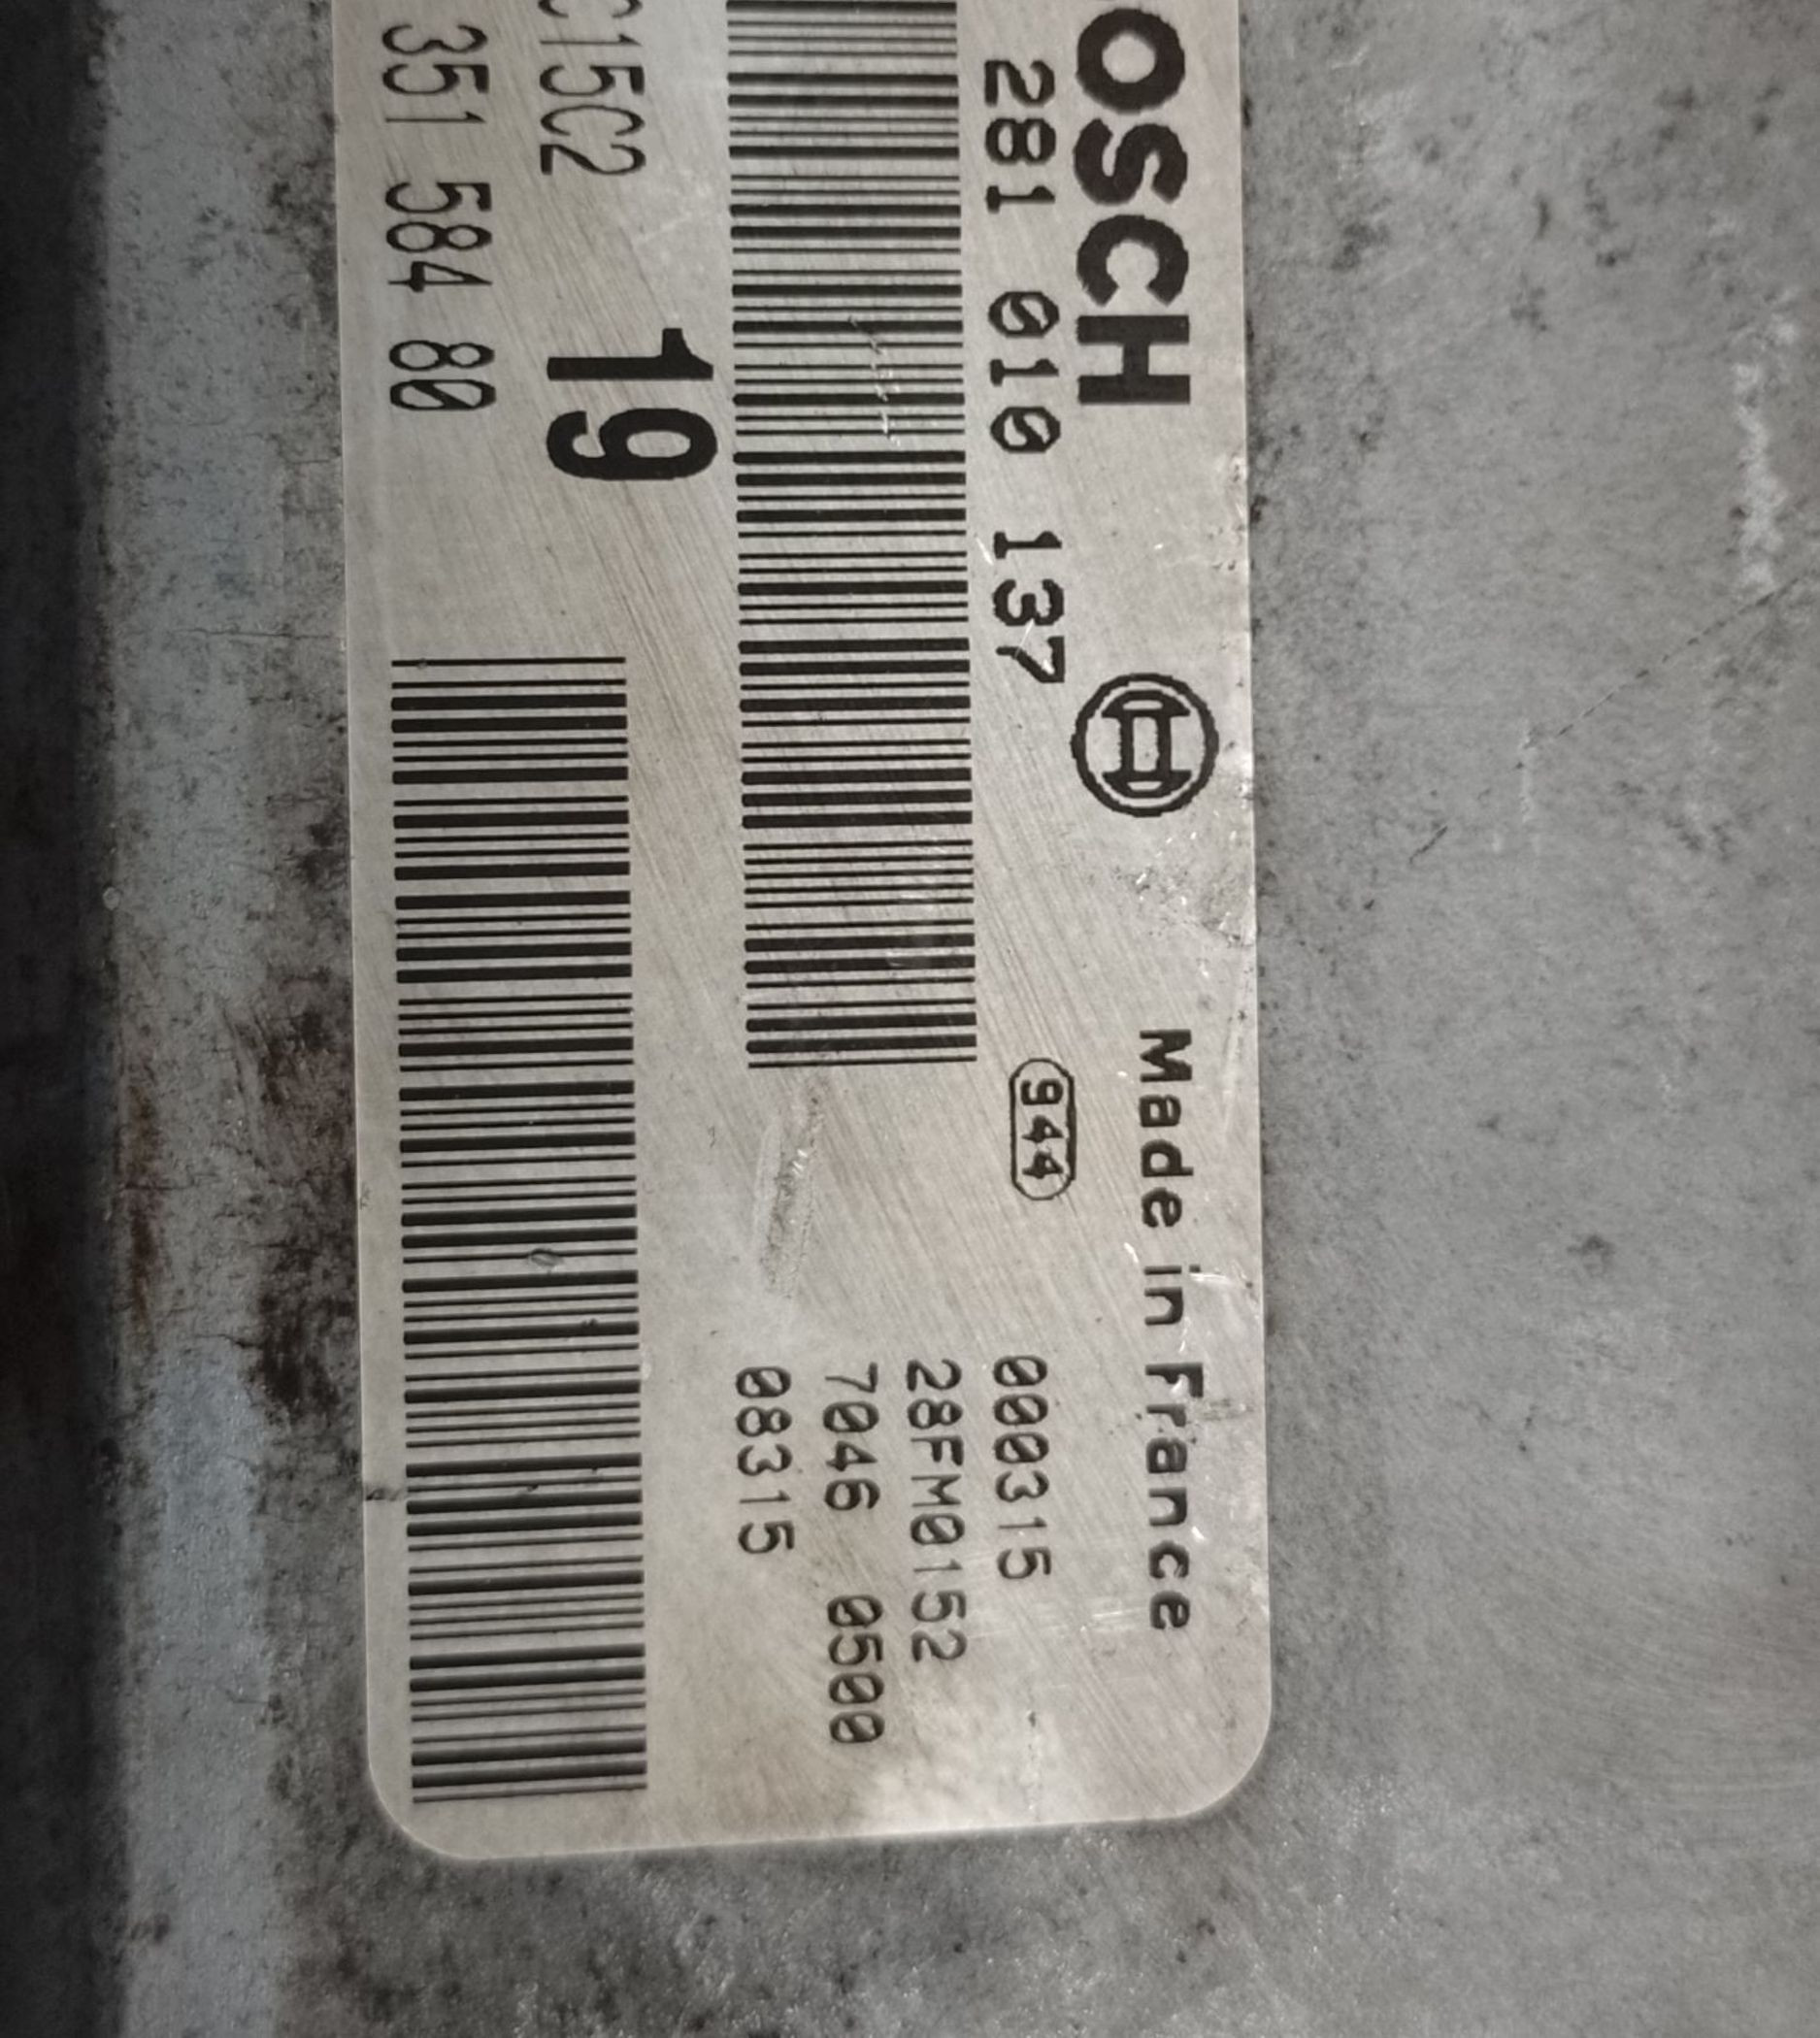 OSCH
281 010 137
Made in France
944
000315
28FM0152
7046 0500
08315
C15C2
19
351 584 80